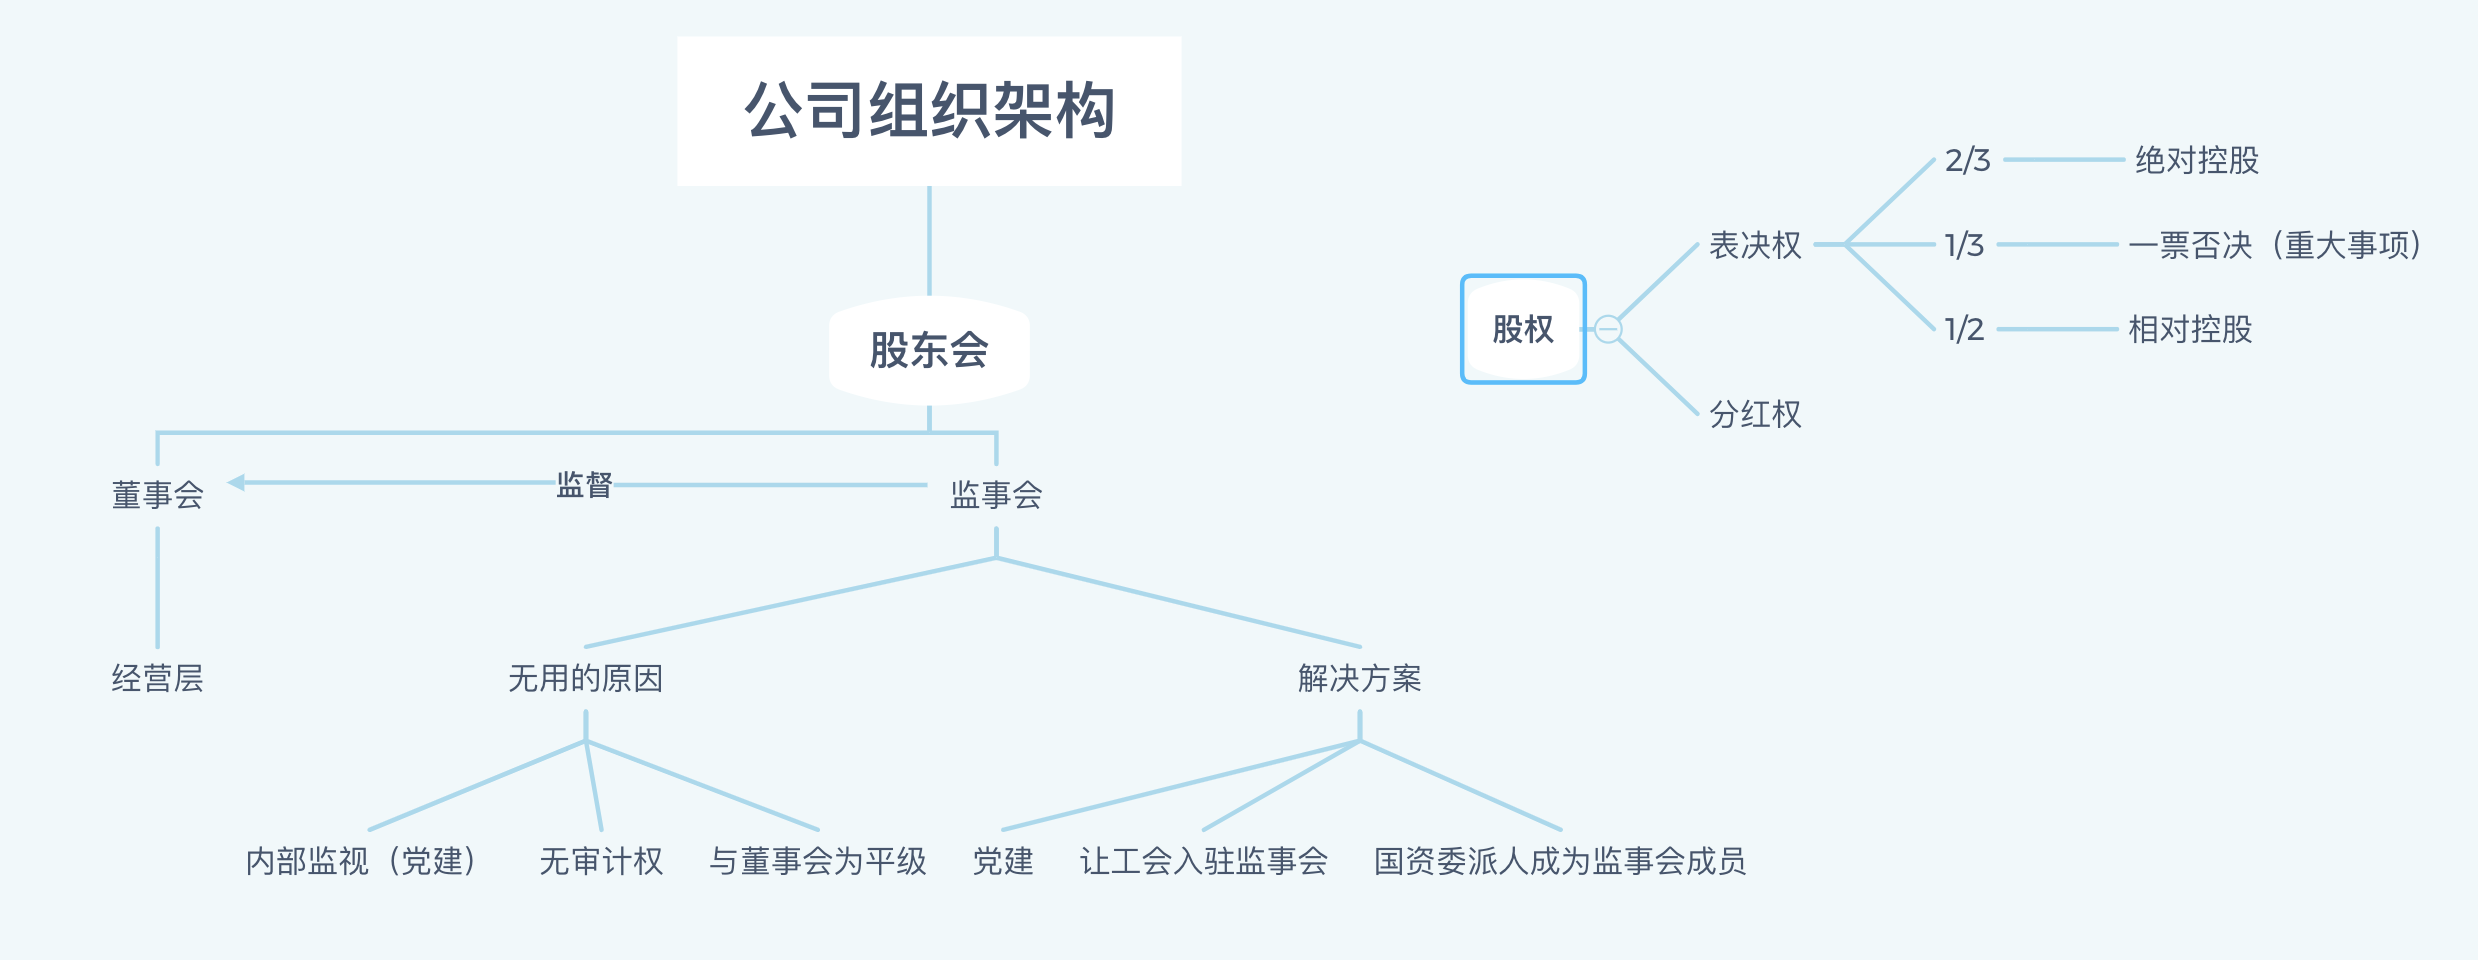 公司组织架构
股东会
董事会
监督
监事会
经营层
无用的原因
解决方案
内部监视（党建）
无审计权
与董事会为平级
党建
让工会入驻监事会
国资委派人成为监事会成员
股权
表决权
2/3
绝对控股
1/3
一票否决（重大事项）
1/2
相对控股
分红权